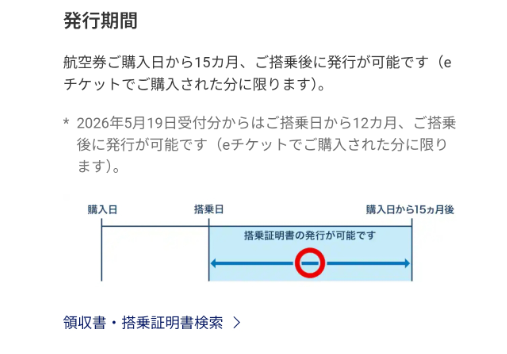 発行期間
航空券ご購入日から15カ月、ご搭乗後に発行が可能です（e
チケットでご購入された分に限ります）。
* 2026年5月19日受付分からはご搭乗日から12カ月、ご搭乗
後に発行が可能です（eチケットでご購入された分に限り
ます）。
購入日 搭乗日 購入日から15ヵ月後
搭乗証明書の発行が可能です
領収書・搭乗証明書検索 >